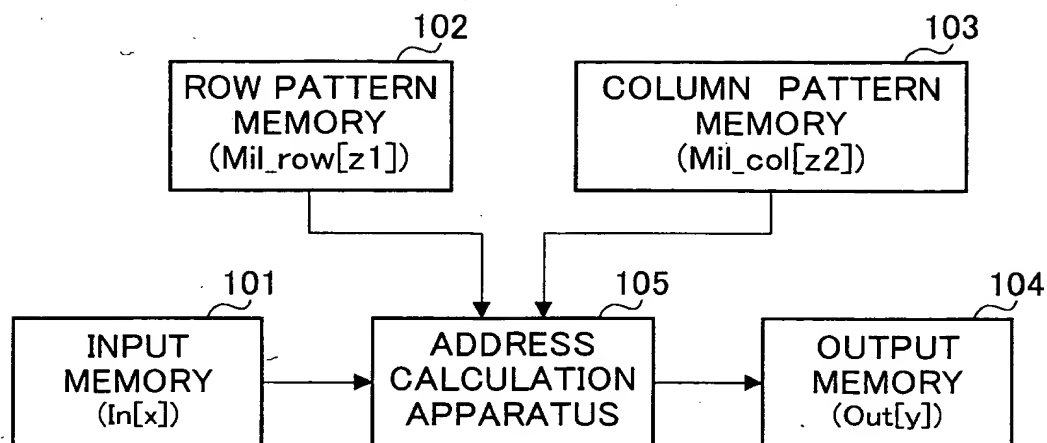 102
ROW PATTERN
MEMORY
(Mil_row[z1])
103
COLUMN PATTERN
MEMORY
(Mil_col[z2])
101
INPUT
MEMORY
(In[x])
105
ADDRESS
CALCULATION
APPARATUS
104
OUTPUT
MEMORY
(Out[y])